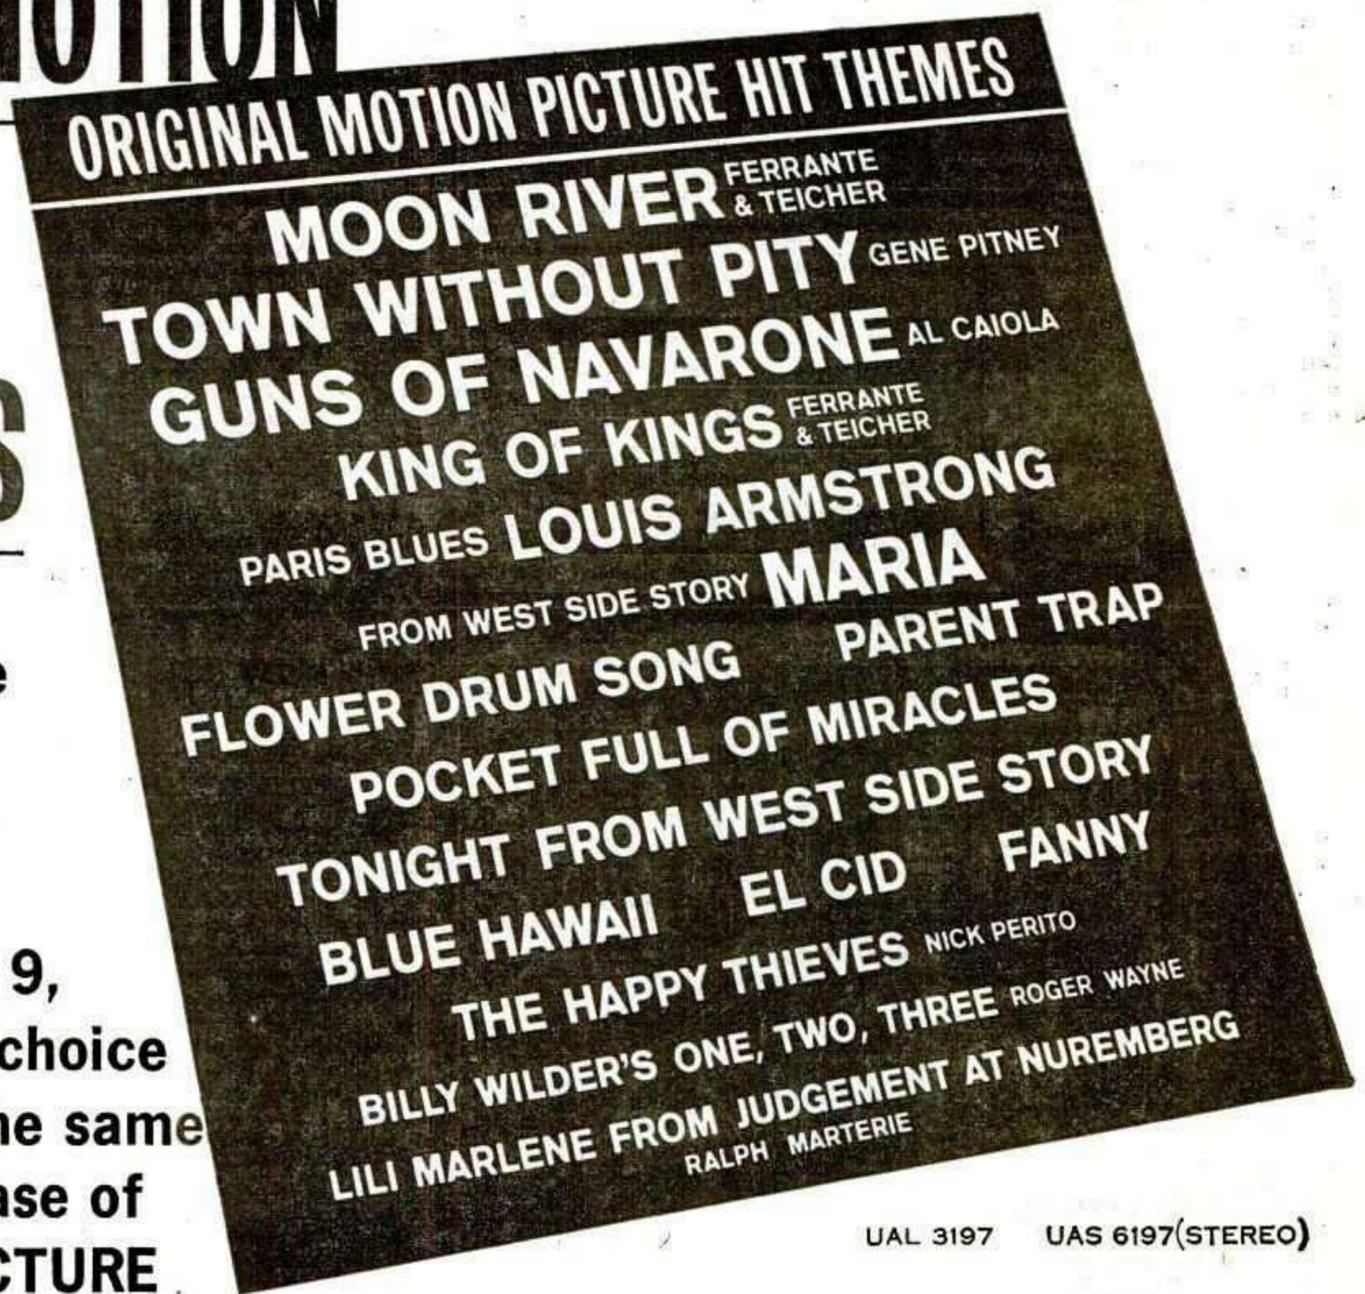 MOTION
ORIGINAL MOTION PICTURE HIT THEMES
MOON RIVER FERRANTE & TEICHER
TOWN WITHOUT PITY GENE PITNEY
GUNS OF NAVARONE AL CAIOLA
KING OF KINGS FERRANTE & TEICHER
PARIS BLUES LOUIS ARMSTRONG
FROM WEST SIDE STORY MARIA
FLOWER DRUM SONG PARENT TRAP
POCKET FULL OF MIRACLES
TONIGHT FROM WEST SIDE STORY
BLUE HAWAII EL CID FANNY
THE HAPPY THIEVES NICK PERITO
BILLY WILDER'S ONE, TWO, THREE ROGER WAYNE
LILI MARLENE FROM JUDGEMENT AT NUREMBERG
RALPH MARTERIE
S
e
9,
choice
he same
ase of
CTURE
UAL 3197 UAS 6197(STEREO)